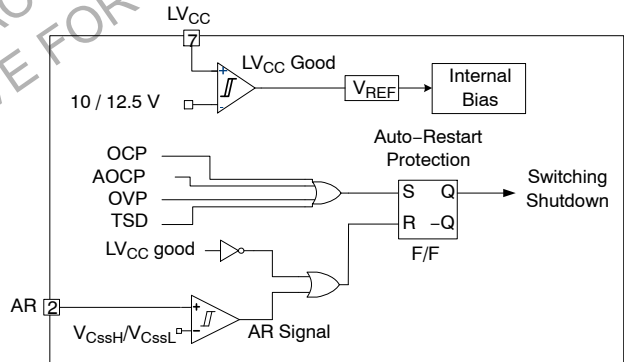 LVCC
7
LVCC Good
+
-
10 / 12.5 V
VREF
Internal
Bias
Auto−Restart
Protection
OCP
AOCP
OVP
TSD
S Q
R −Q
F/F
Switching
Shutdown
LVCC good
AR 2
+
−
VCssH/VCssL
AR Signal